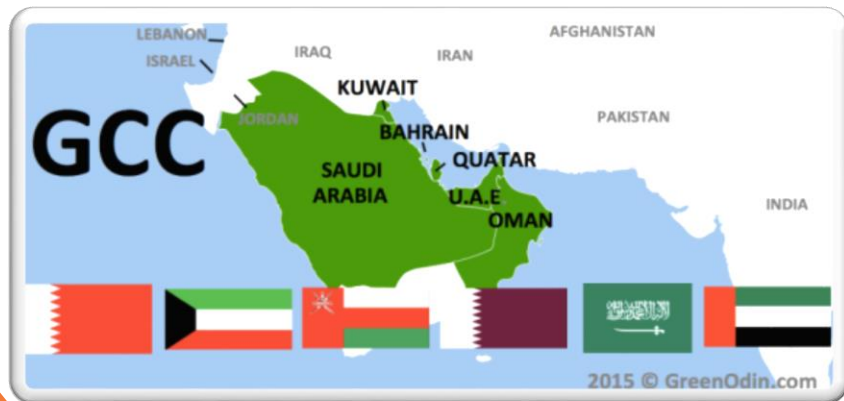 LEBANON
ISRAEL
IRAQ
IRAN
AFGHANISTAN
KUWAIT
JORDAN
PAKISTAN
GCC
BAHRAIN
QUATAR
SAUDI
ARABIA
U.A.E
OMAN
INDIA
2015 © GreenOdin.com